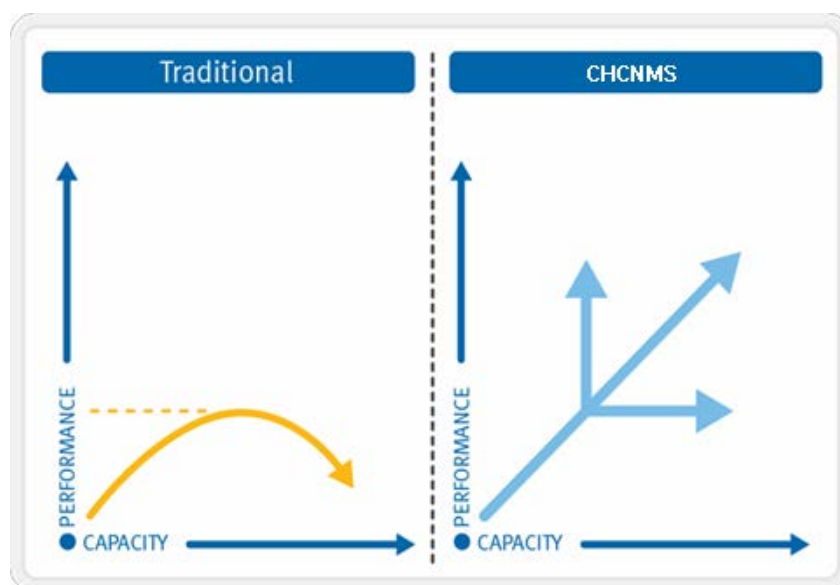 Traditional
PERFORMANCE
CAPACITY
CHCNMS
PERFORMANCE
CAPACITY